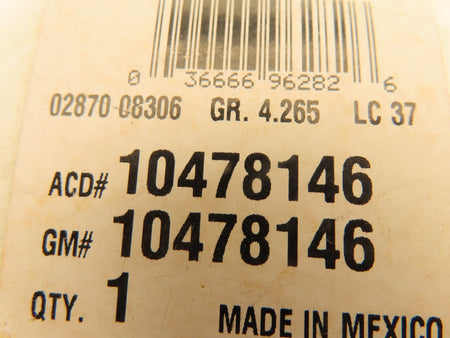 0 36666 96282 6
02870 08306 GR. 4.265 LC 37
ACD# 10478146
GM# 10478146
QTY. 1 MADE IN MEXICO